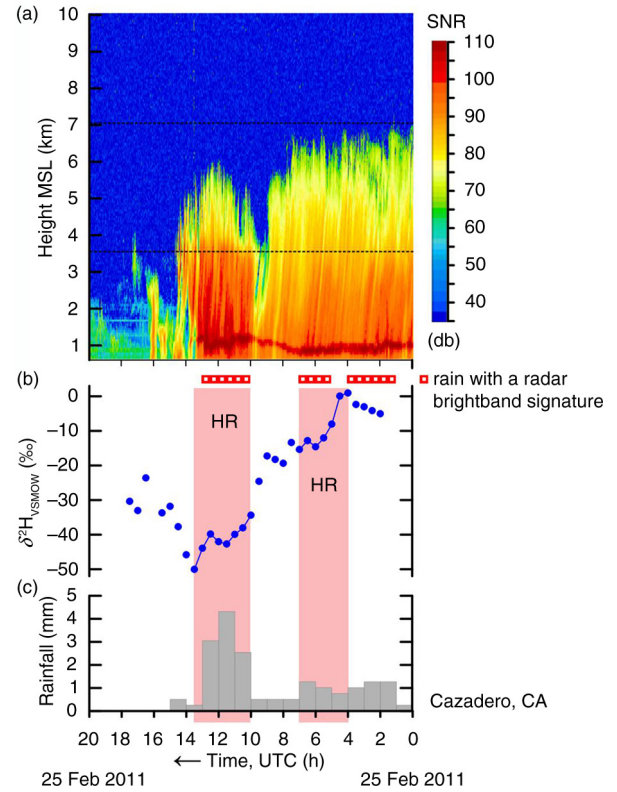 (a)
SNR
10
9
8
7
6
5
4
3
2
1
Height MSL (km)
110
100
90
80
70
60
50
40
(db)
(b)
rain with a radar
brightband signature
0
−10
−20
−30
−40
−50
δ²H VSMOW (‰)
HR
HR
(c)
5
4
3
2
1
0
Rainfall (mm)
Cazadero, CA
20 18 16 14 12 10 8 6 4 2 0
← Time, UTC (h)
25 Feb 2011 25 Feb 2011